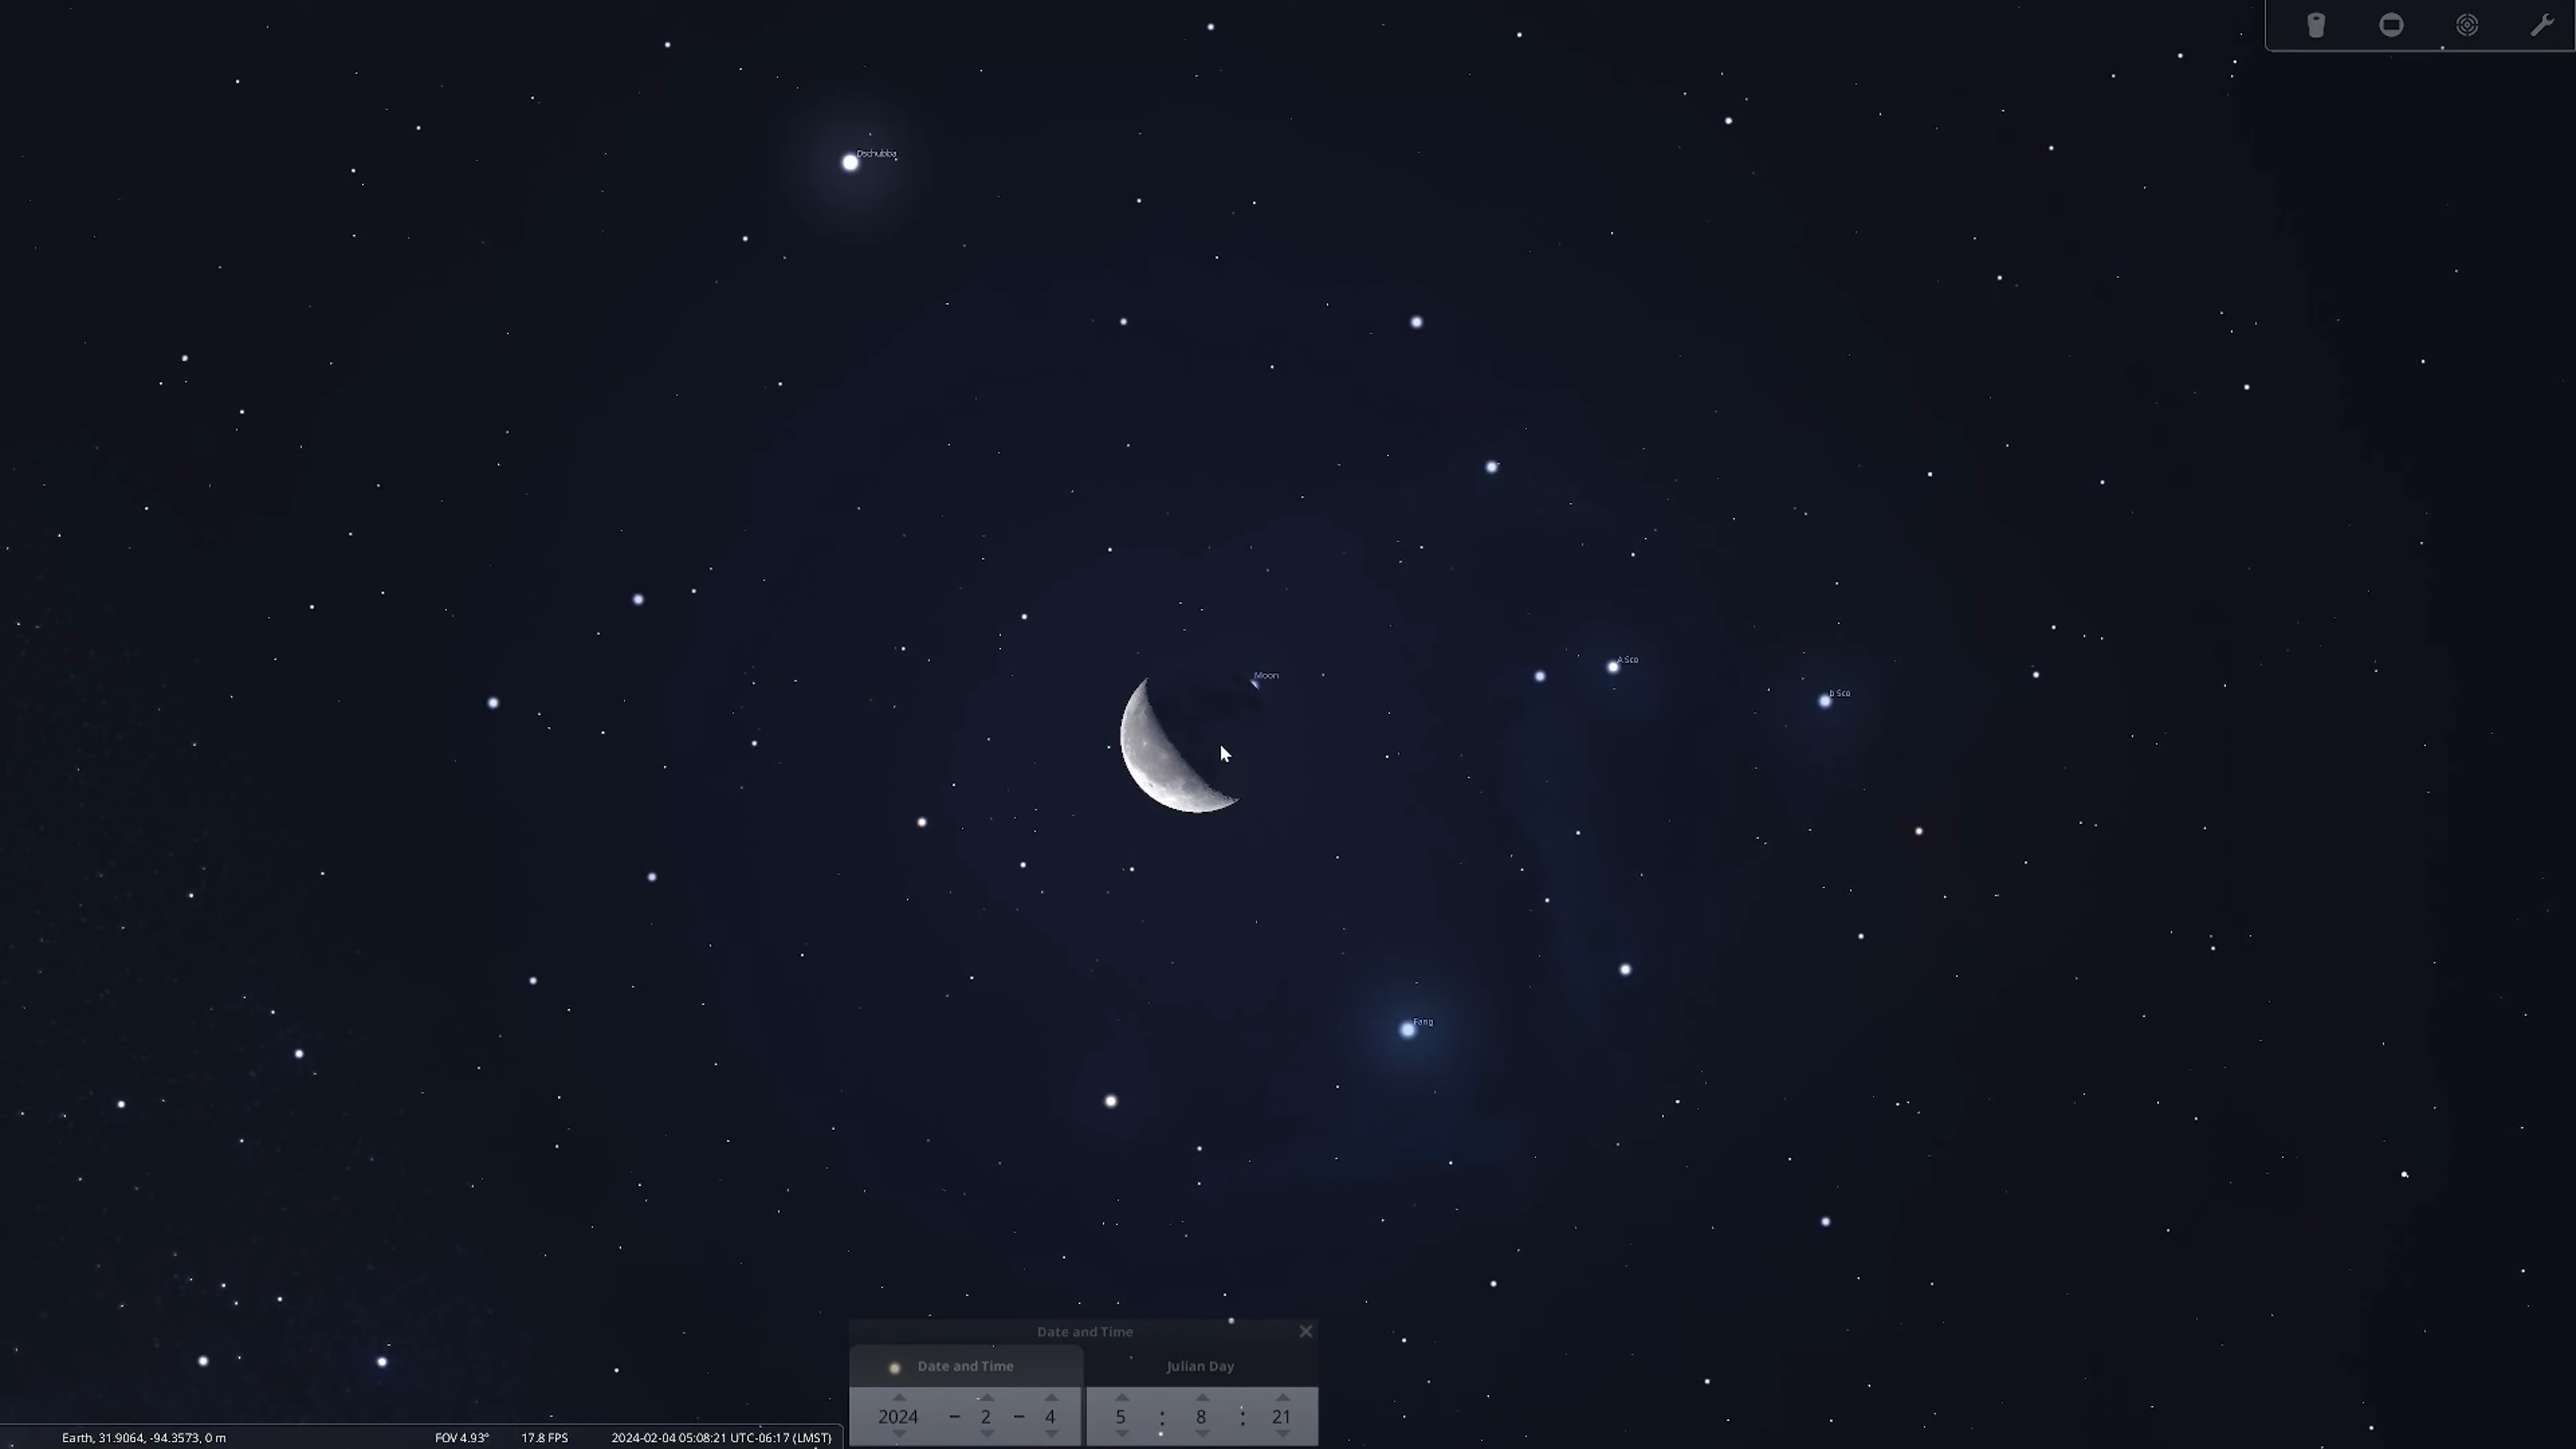 Dschubba
A Sco
Moon
b Sco
Fang
Date and Time
Date and Time
Julian Day
2024 - 2 - 4
5 : 8 : 21
Earth, 31.9064, -94.3573, 0 m
FOV 4.93°
17.8 FPS
2024-02-04 05:08:21 UTC-06:17 (LMST)